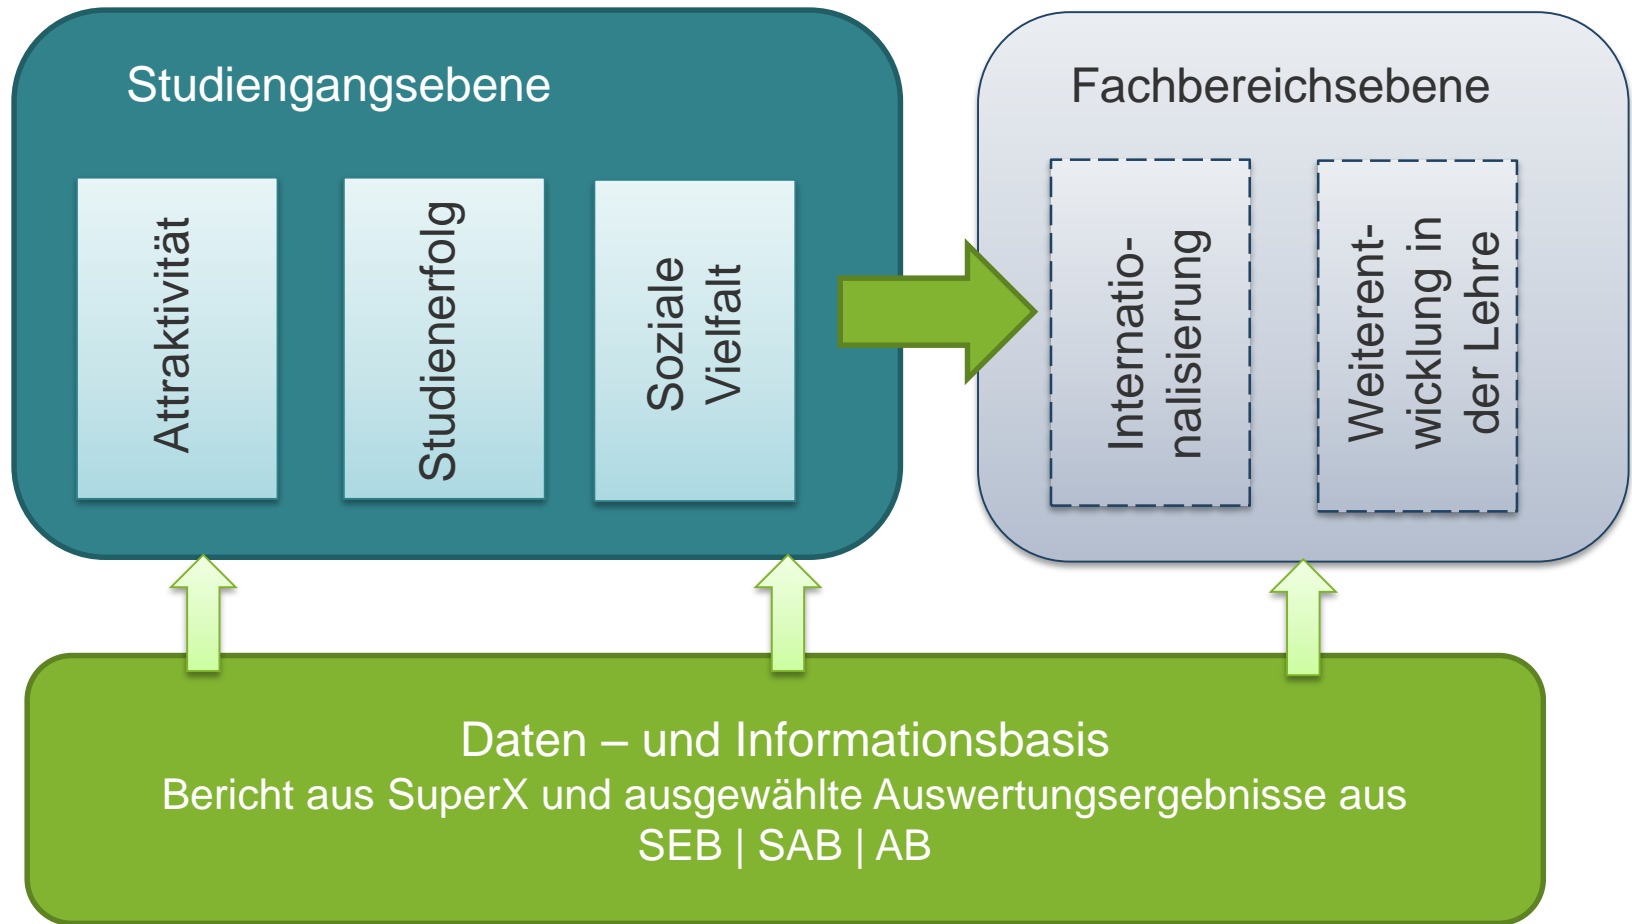 Studiengangsebene
Attraktivität
Studienerfolg
Soziale
Vielfalt
Fachbereichsebene
Internatio-
nalisierung
Weiterent-
wicklung in
der Lehre
Daten – und Informationsbasis
Bericht aus SuperX und ausgewählte Auswertungsergebnisse aus
SEB | SAB | AB